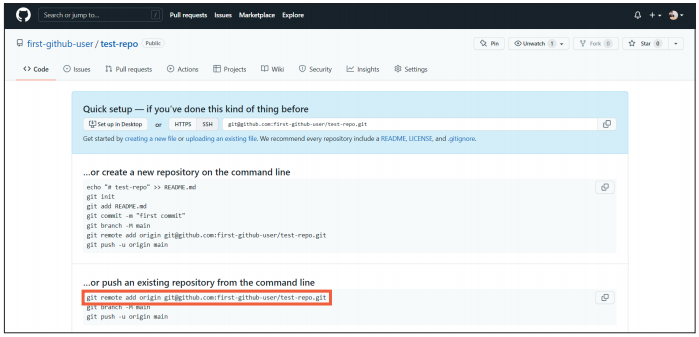 Search or jump to... /
Pull requests Issues Marketplace Explore
first-github-user / test-repo Public
Pin Unwatch 1 Fork 0 Star 0
Code Issues Pull requests Actions Projects Wiki Security Insights Settings
Quick setup — if you've done this kind of thing before
Set up in Desktop or HTTPS SSH git@github.com:first-github-user/test-repo.git
Get started by creating a new file or uploading an existing file. We recommend every repository include a README, LICENSE, and .gitignore.
...or create a new repository on the command line
echo "# test-repo" >> README.md
git init
git add README.md
git commit -m "first commit"
git branch -M main
git remote add origin git@github.com:first-github-user/test-repo.git
git push -u origin main
...or push an existing repository from the command line
git remote add origin git@github.com:first-github-user/test-repo.git
git branch -M main
git push -u origin main